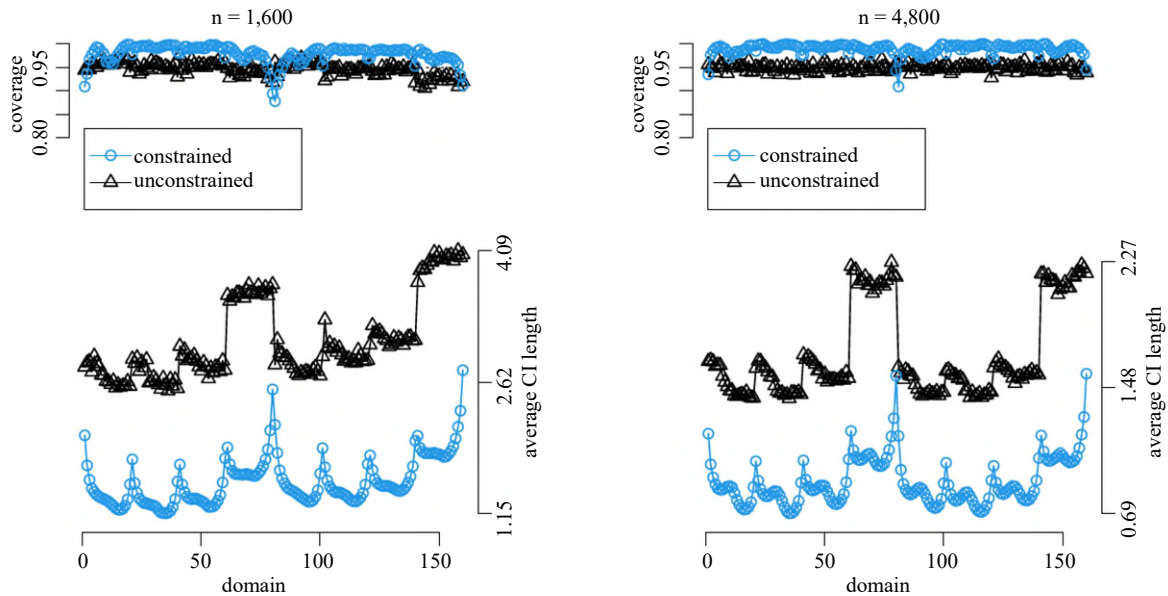 n = 1,600
coverage
0.95
0.80
constrained
unconstrained
4.09
2.62
1.15
average CI length
0
50
100
150
domain
n = 4,800
coverage
0.95
0.80
constrained
unconstrained
2.27
1.48
0.69
average CI length
0
50
100
150
domain